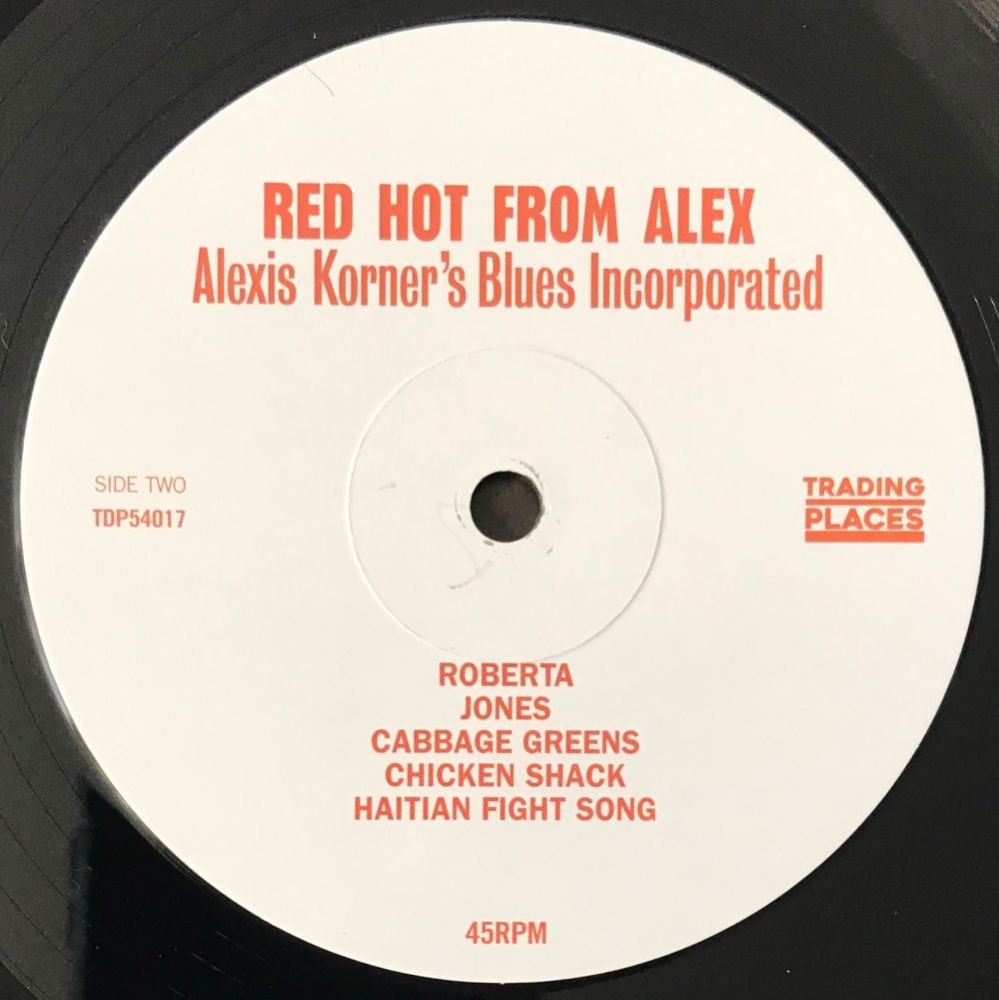 RED HOT FROM ALEX
Alexis Korner's Blues Incorporated
SIDE TWO
TDP54017
TRADING
PLACES
ROBERTA
JONES
CABBAGE GREENS
CHICKEN SHACK
HAITIAN FIGHT SONG
45RPM